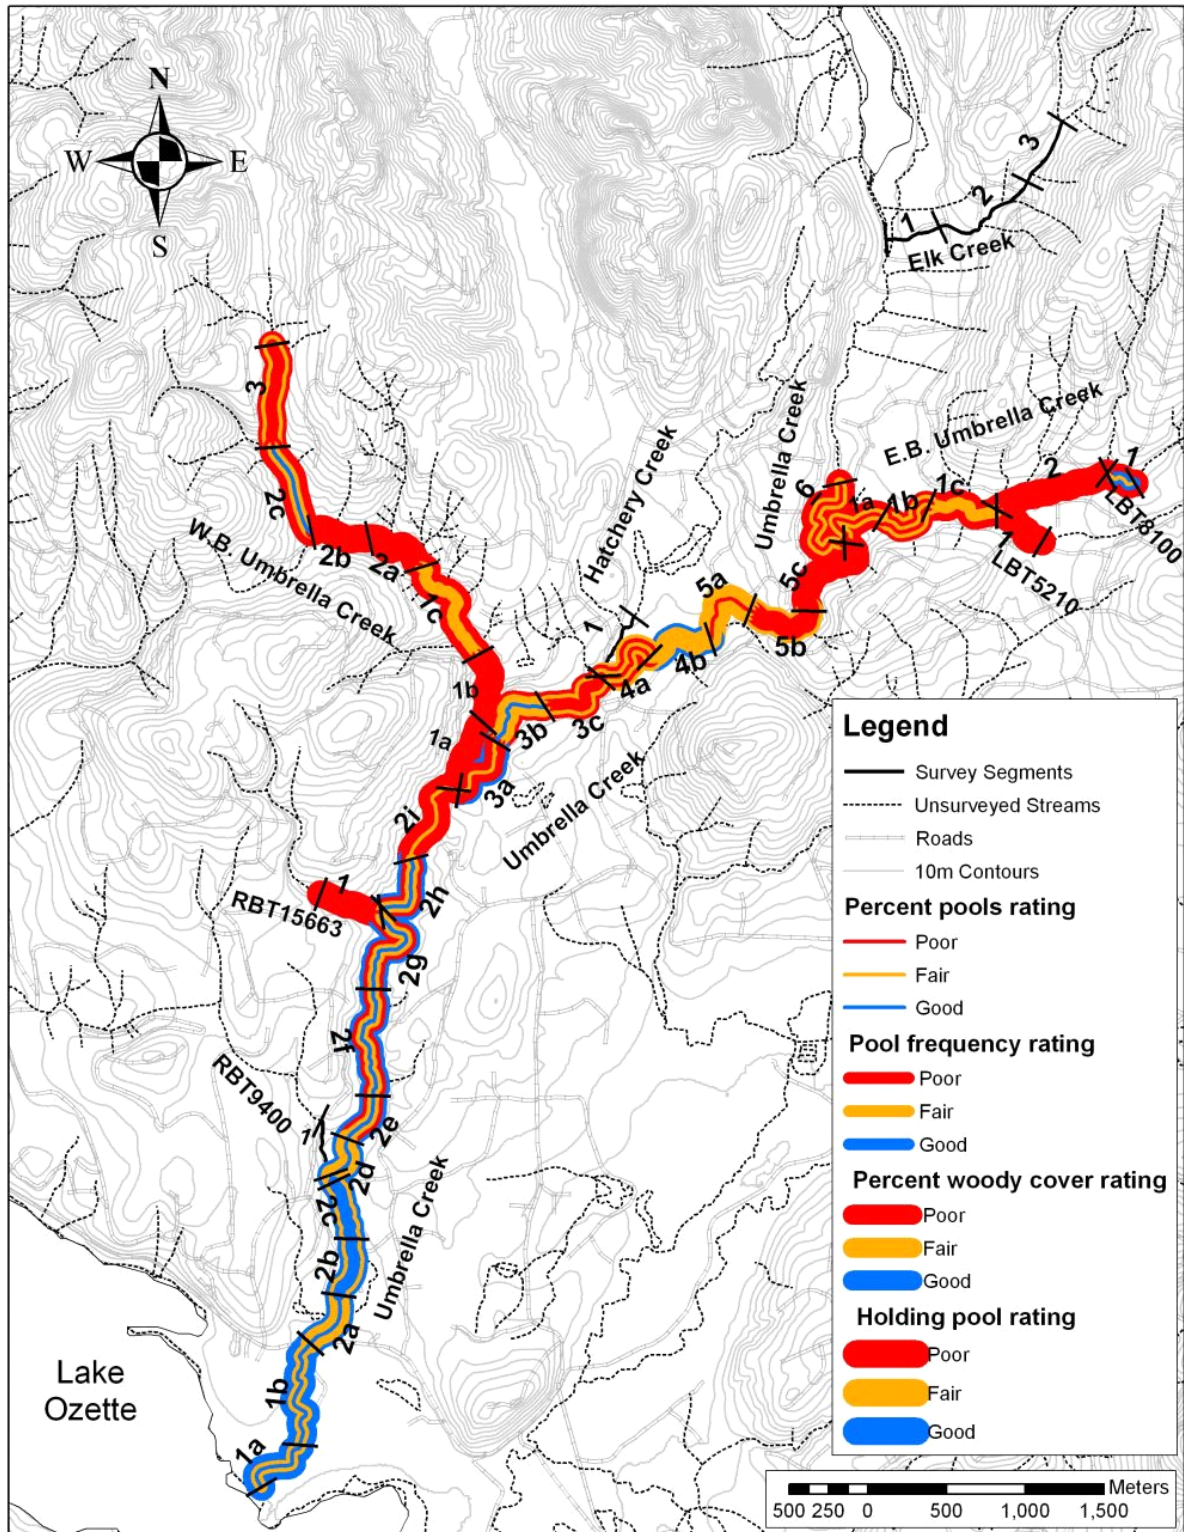 N
W
E
S
3
2
1
Elk Creek
3
2c
2b
2a
1c
W.B. Umbrella Creek
1b
1a
Hatchery Creek
1
Umbrella Creek
E.B. Umbrella Creek
6
1a
1b
1c
2
1
LBT8100
1
LBT5210
5c
5b
5a
4b
4a
3c
3b
3a
Umbrella Creek
2i
2h
1
RBT15663
2g
2f
RBT9400
1
2e
2d
2c
2b
Umbrella Creek
2a
1b
1a
Lake
Ozette
Legend
Survey Segments
Unsurveyed Streams
Roads
10m Contours
Percent pools rating
Poor
Fair
Good
Pool frequency rating
Poor
Fair
Good
Percent woody cover rating
Poor
Fair
Good
Holding pool rating
Poor
Fair
Good
Meters
500 250 0 500 1,000 1,500